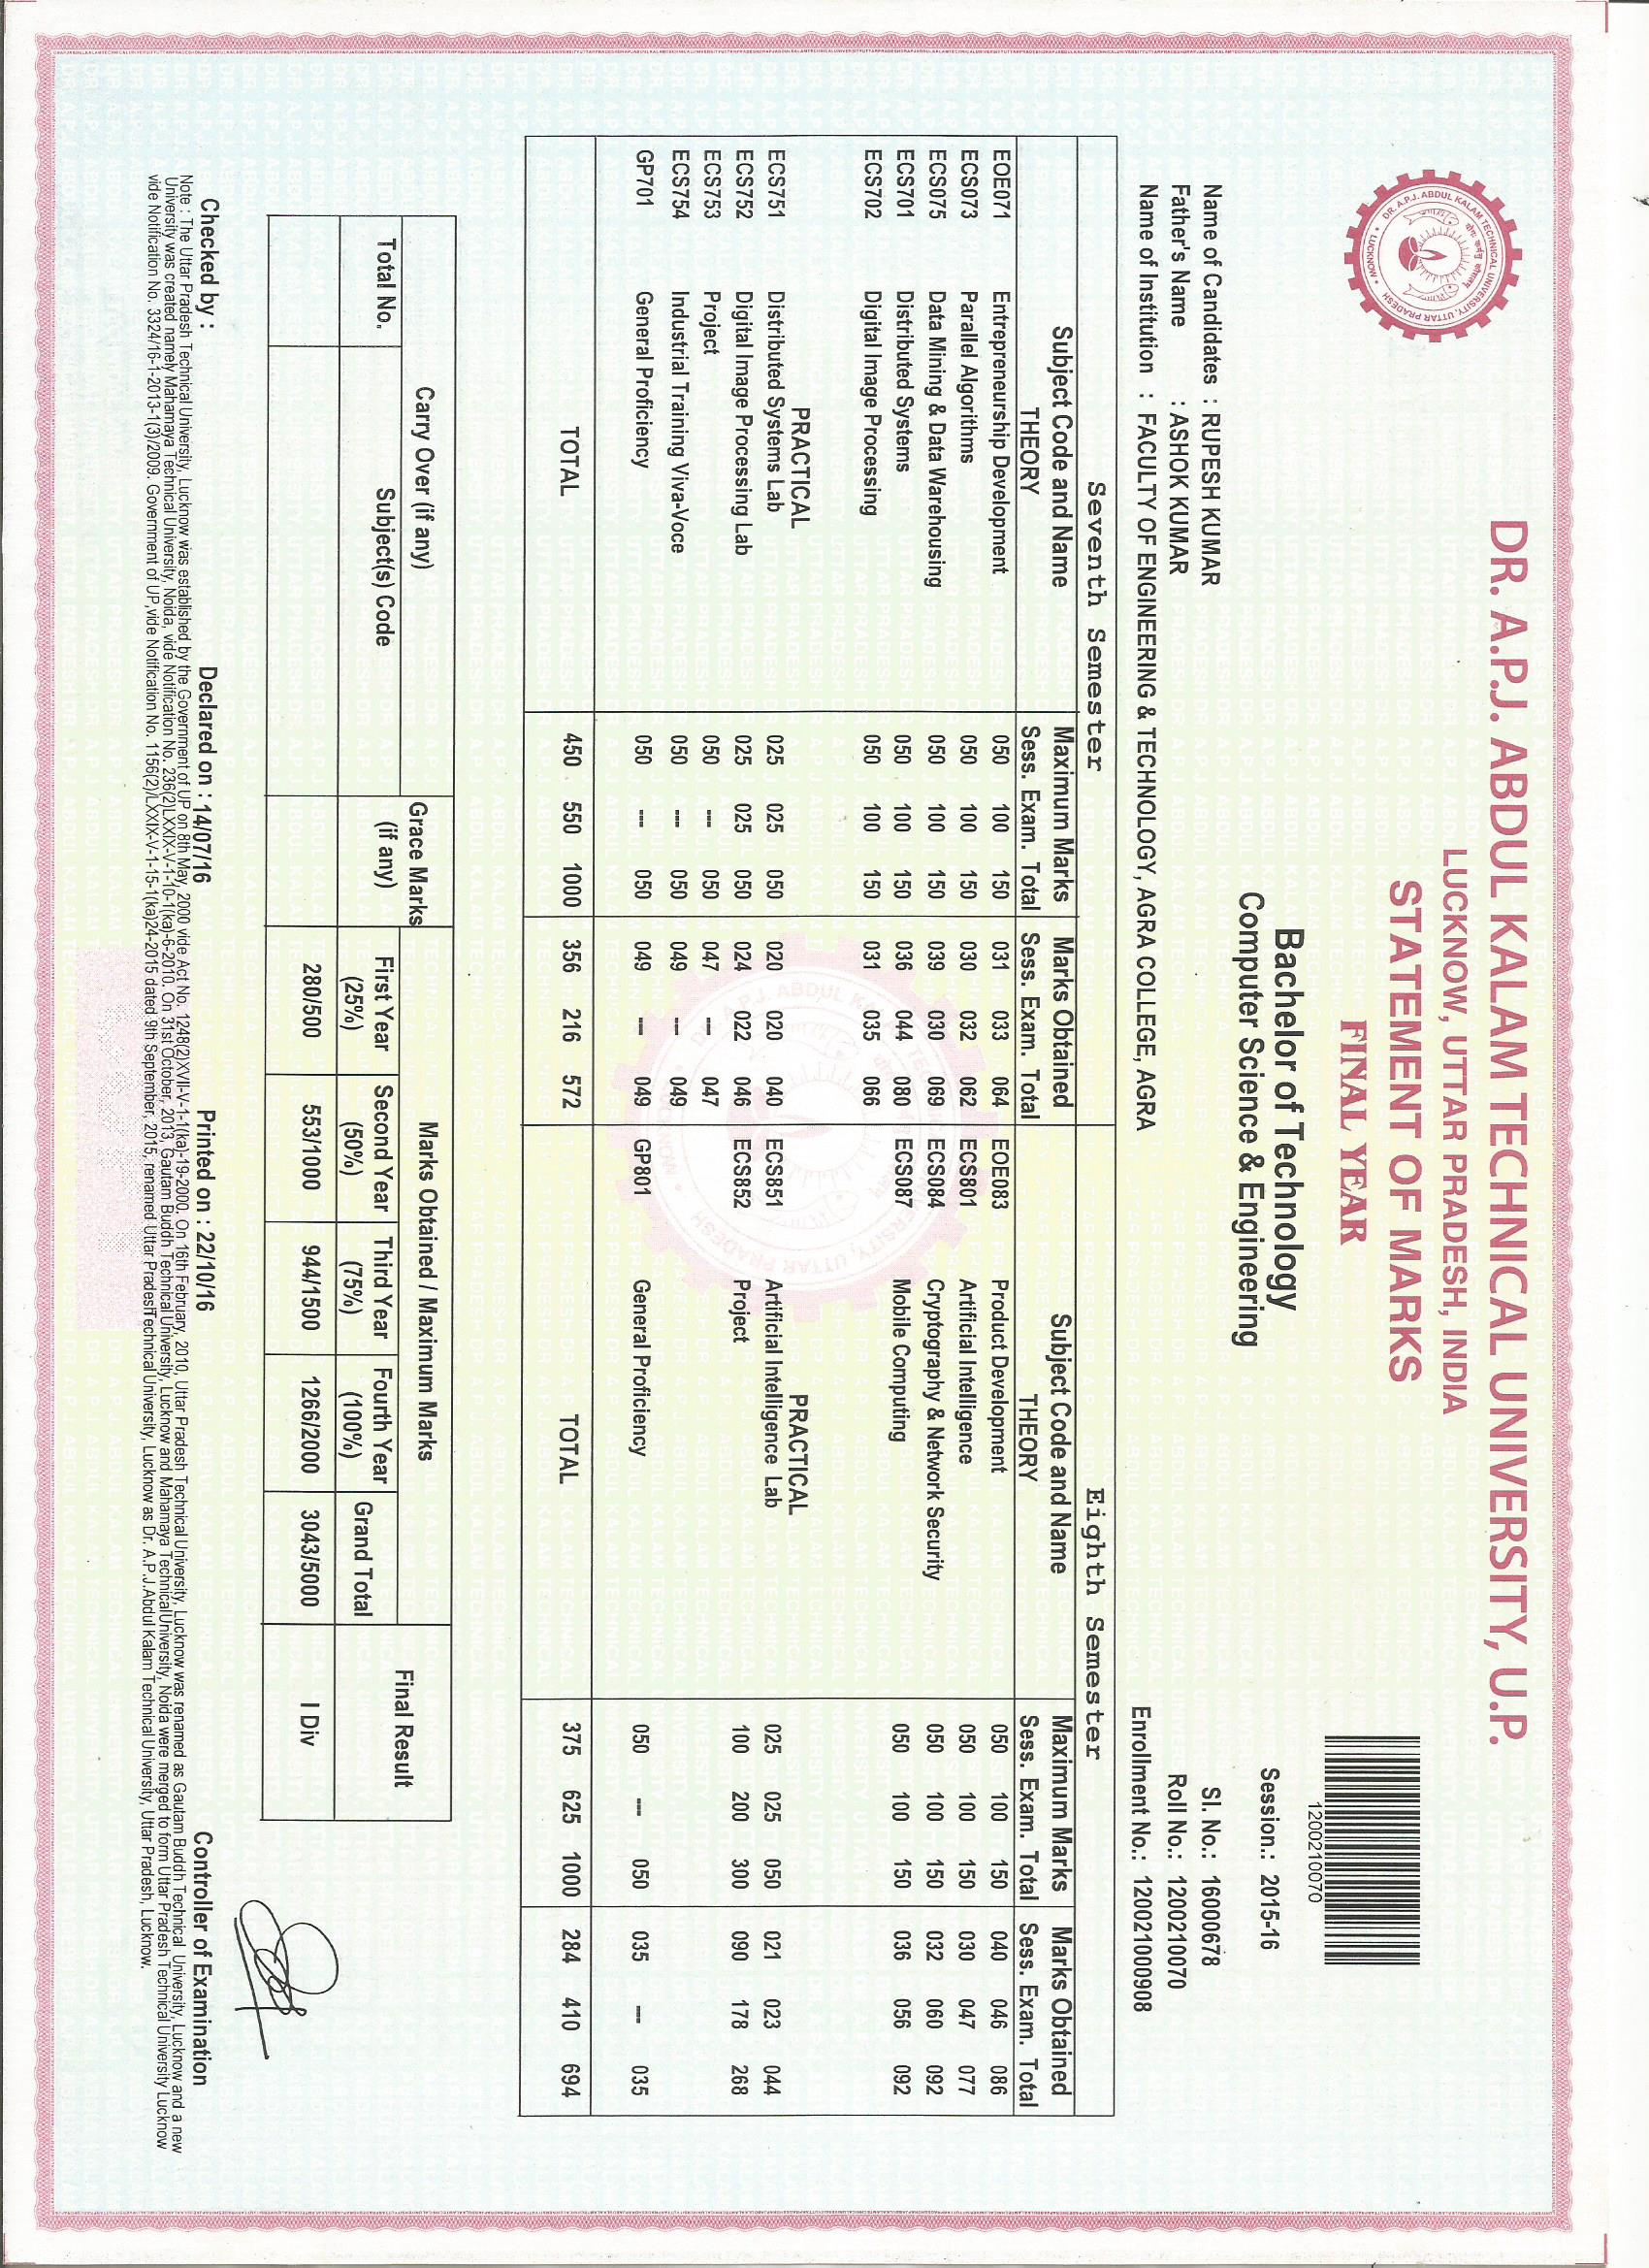 DR. A.P.J. ABDUL KALAM TECHNICAL UNIVERSITY, U.P.
LUCKNOW, UTTAR PRADESH, INDIA
STATEMENT OF MARKS
FINAL YEAR
DR. A.P.J. ABDUL KALAM TECHNICAL UNIVERSITY, UTTAR PRADESH
LUCKNOW
1200210070
Bachelor of Technology
Computer Science & Engineering
Session.: 2015-16
Name of Candidates : RUPESH KUMAR Sl. No.: 16000678
Father's Name : ASHOK KUMAR Roll No.: 1200210070
Name of Institution : FACULTY OF ENGINEERING & TECHNOLOGY, AGRA COLLEGE, AGRA Enrollment No.: 120021000908
Seventh Semester Eighth Semester
Subject Code and Name Maximum Marks Marks Obtained Subject Code and Name Maximum Marks Marks Obtained
THEORY Sess. Exam. Total Sess. Exam. Total THEORY Sess. Exam. Total Sess. Exam. Total
EOE071 Entrepreneurship Development 050 100 150 031 033 064 EOE083 Product Development 050 100 150 040 046 086
ECS073 Parallel Algorithms 050 100 150 030 032 062 ECS801 Artificial Intelligence 050 100 150 030 047 077
ECS075 Data Mining & Data Warehousing 050 100 150 039 030 069 ECS084 Cryptography & Network Security 050 100 150 032 060 092
ECS701 Distributed Systems 050 100 150 036 044 080 ECS087 Mobile Computing 050 100 150 036 056 092
ECS702 Digital Image Processing 050 100 150 031 035 066
PRACTICAL PRACTICAL
ECS751 Distributed Systems Lab 025 025 050 020 020 040 ECS851 Artificial Intelligence Lab 025 025 050 021 023 044
ECS752 Digital Image Processing Lab 025 025 050 024 022 046 ECS852 Project 100 200 300 090 178 268
ECS753 Project 050 --- 050 047 --- 047
ECS754 Industrial Training Viva-Voce 050 --- 050 049 --- 049
GP701 General Proficiency 050 --- 050 049 --- 049 GP801 General Proficiency 050 --- 050 035 --- 035
TOTAL 450 550 1000 356 216 572 TOTAL 375 625 1000 284 410 694
Carry Over (if any) Grace Marks (if any) Marks Obtained / Maximum Marks Final Result
Total No. Subject(s) Code First Year (25%) Second Year (50%) Third Year (75%) Fourth Year (100%) Grand Total
280/500 553/1000 944/1500 1266/2000 3043/5000 I Div
Checked by : Declared on : 14/07/16 Printed on : 22/10/16 Controller of Examination
Note : The Uttar Pradesh Technical University, Lucknow was established by the Government of UP on 8th May, 2000 vide Act No. 1248(2)XVII-V-1-1(ka)-19-2000. On 16th February, 2010, Uttar Pradesh Technical University, Lucknow was renamed as Gautam Buddh Technical University, Lucknow and a new
University was created namely Mahamaya Technical University, Noida, vide Notification No. 236(2)LXXIX-V-1-10-1(ka)-6-2010. On 31st October, 2013, Gautam Buddh Technical University, Lucknow and Mahamaya Technical University, Noida were merged to form Uttar Pradesh Technical University Lucknow
vide Notification No. 3324/16-1-2013-1(3)/2009. Government of UP, vide Notification No. 1156(2)/LXXIX-V-1-15-1(ka)24-2015 dated 9th September, 2015, renamed Uttar Pradesh Technical University, Lucknow as Dr. A.P.J.Abdul Kalam Technical University, Uttar Pradesh, Lucknow.